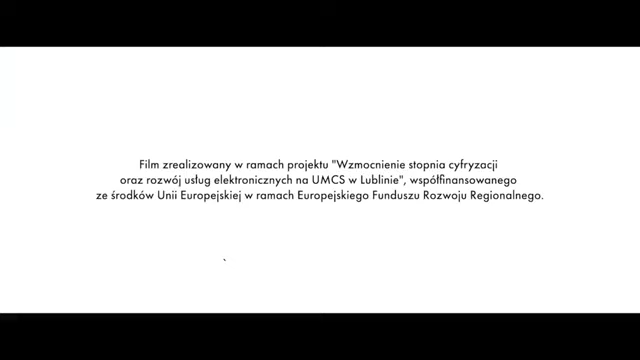 Film zrealizowany w ramach projektu "Wzmocnienie stopnia cyfryzacji
oraz rozwój usług elektronicznych na UMCS w Lublinie", współfinansowanego
ze środków Unii Europejskiej w ramach Europejskiego Funduszu Rozwoju Regionalnego.